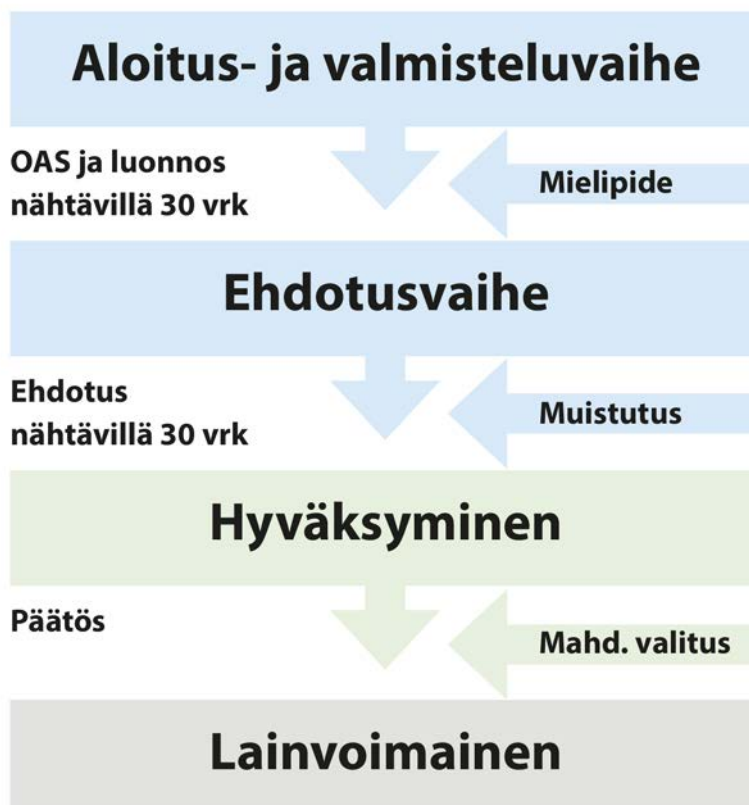 Aloitus- ja valmisteluvaihe
OAS ja luonnos
nähtävillä 30 vrk
Mielipide
Ehdotusvaihe
Ehdotus
nähtävillä 30 vrk
Muistutus
Hyväksyminen
Päätös
Mahd. valitus
Lainvoimainen